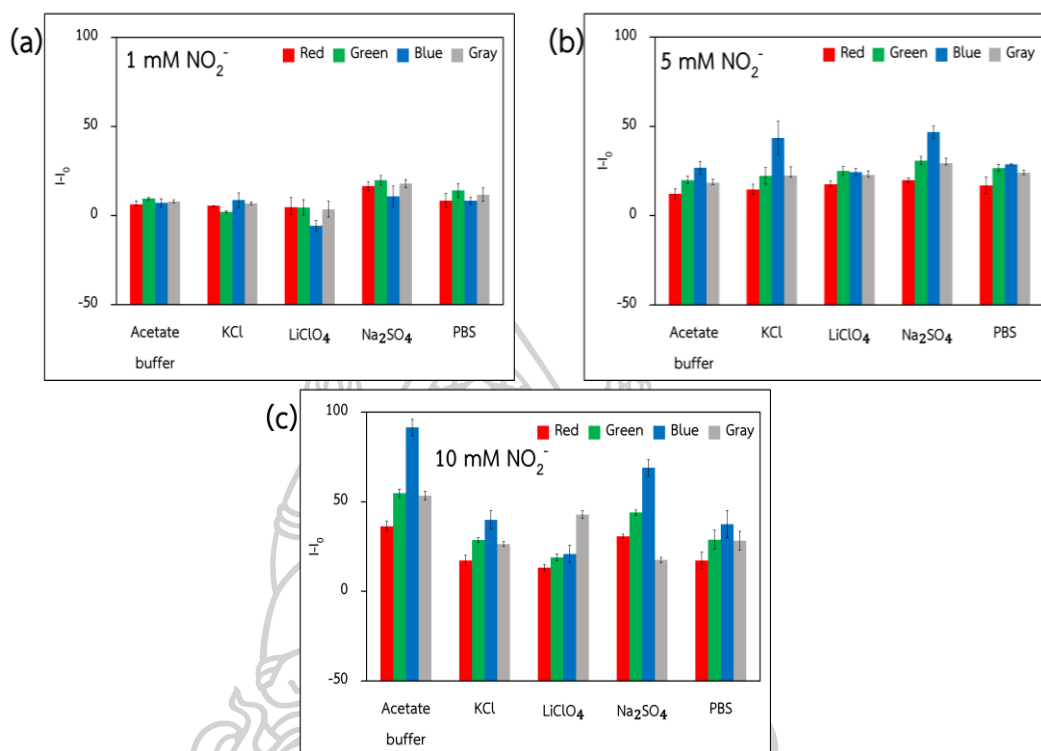 (a)
100
50
0
-50
I-I₀
1 mM NO₂⁻
Red Green Blue Gray
Acetate buffer KCl LiClO₄ Na₂SO₄ PBS
(b)
100
50
0
-50
I-I₀
5 mM NO₂⁻
Red Green Blue Gray
Acetate buffer KCl LiClO₄ Na₂SO₄ PBS
(c)
100
50
0
-50
I-I₀
10 mM NO₂⁻
Red Green Blue Gray
Acetate buffer KCl LiClO₄ Na₂SO₄ PBS